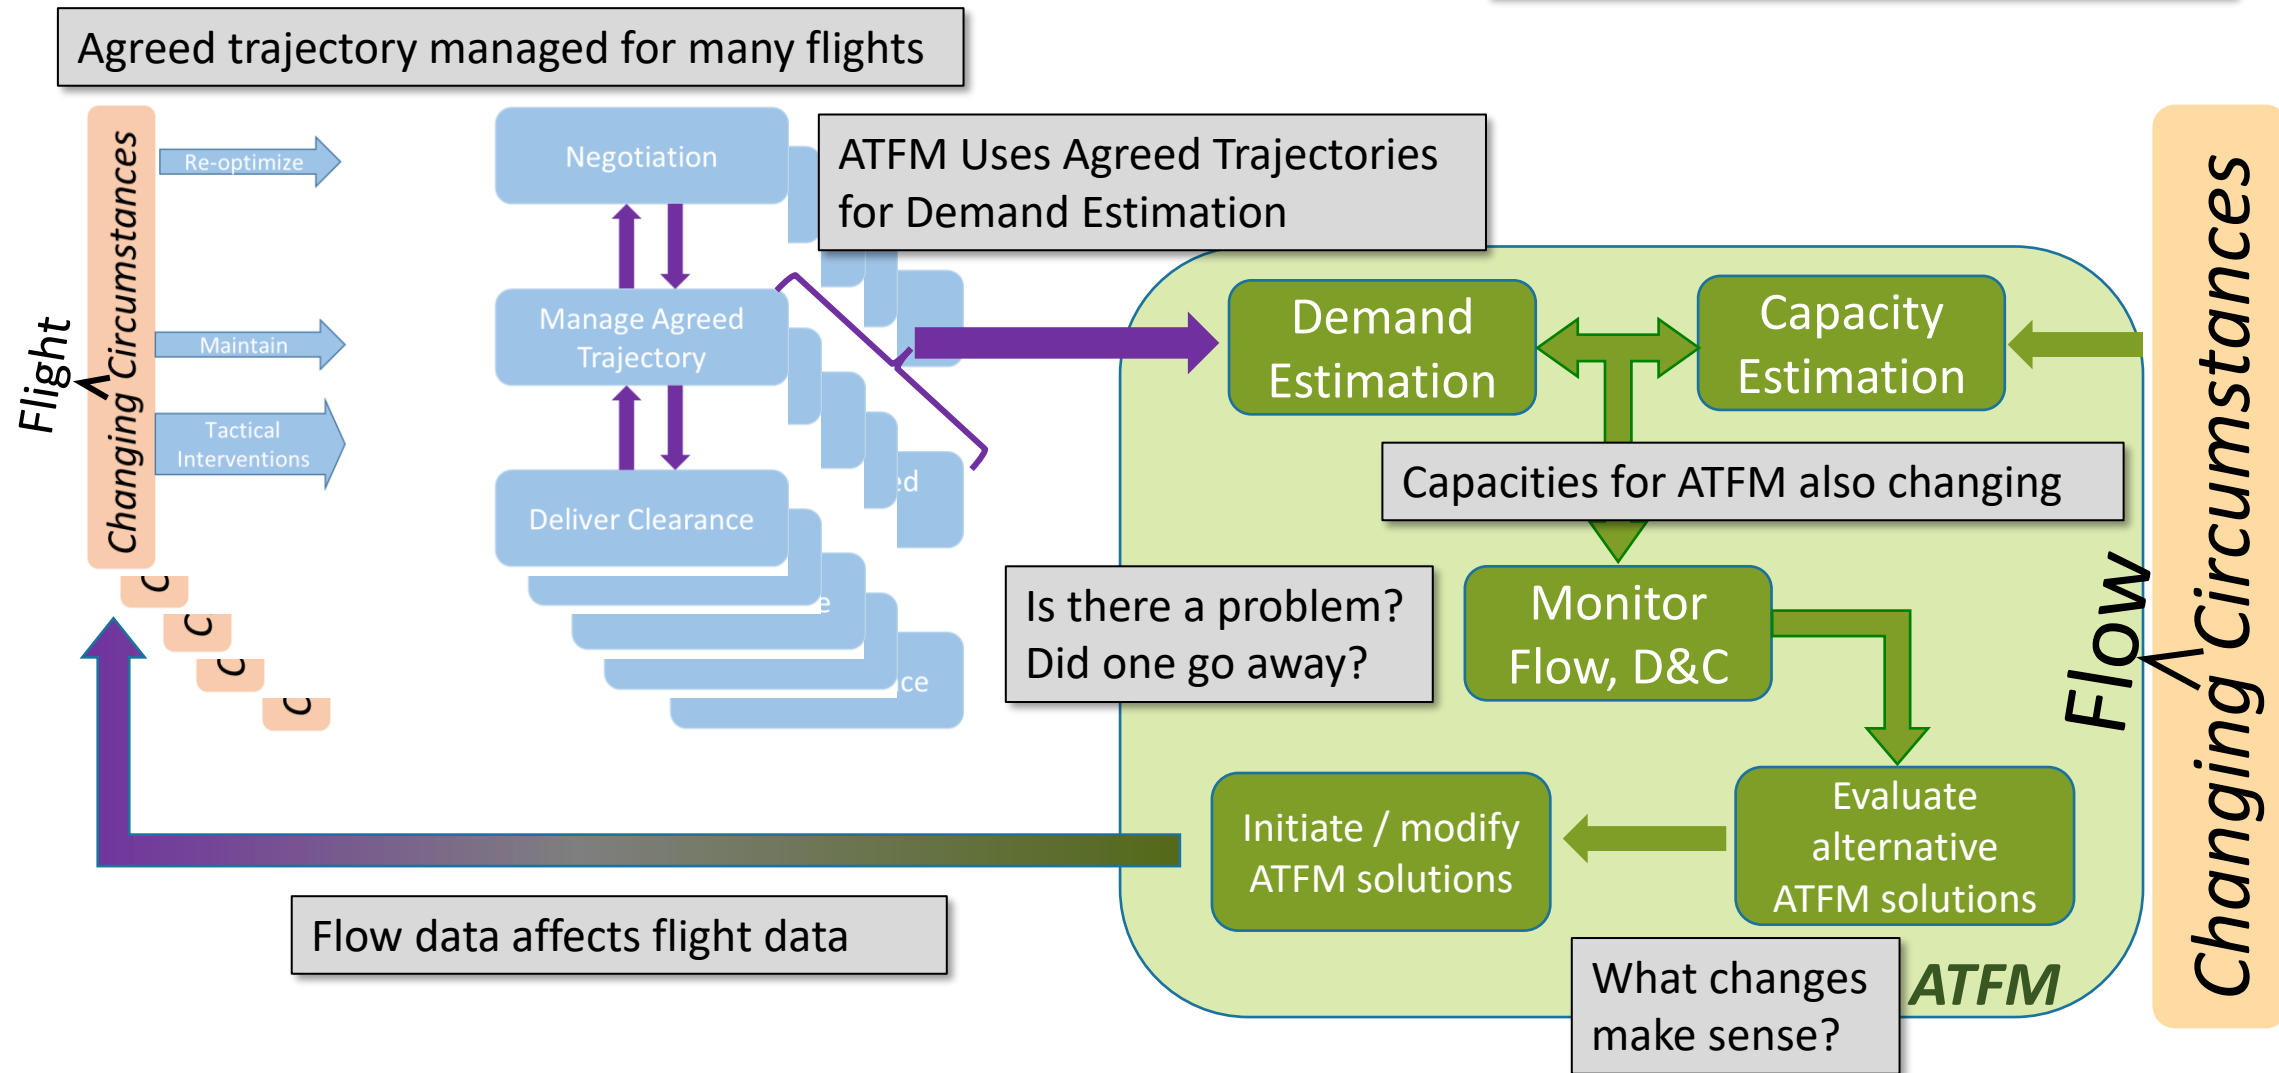 Agreed trajectory managed for many flights
Flight
Changing Circumstances
Re-optimize
Maintain
Tactical
Interventions
C
C
C
C
Negotiation
Manage Agreed
Trajectory
Deliver Clearance
ed
e
ce
ATFM Uses Agreed Trajectories
for Demand Estimation
Demand
Estimation
Capacity
Estimation
Capacities for ATFM also changing
Is there a problem?
Did one go away?
Monitor
Flow, D&C
Initiate / modify
ATFM solutions
Evaluate
alternative
ATFM solutions
What changes
make sense?
ATFM
Flow data affects flight data
Flow
Changing Circumstances